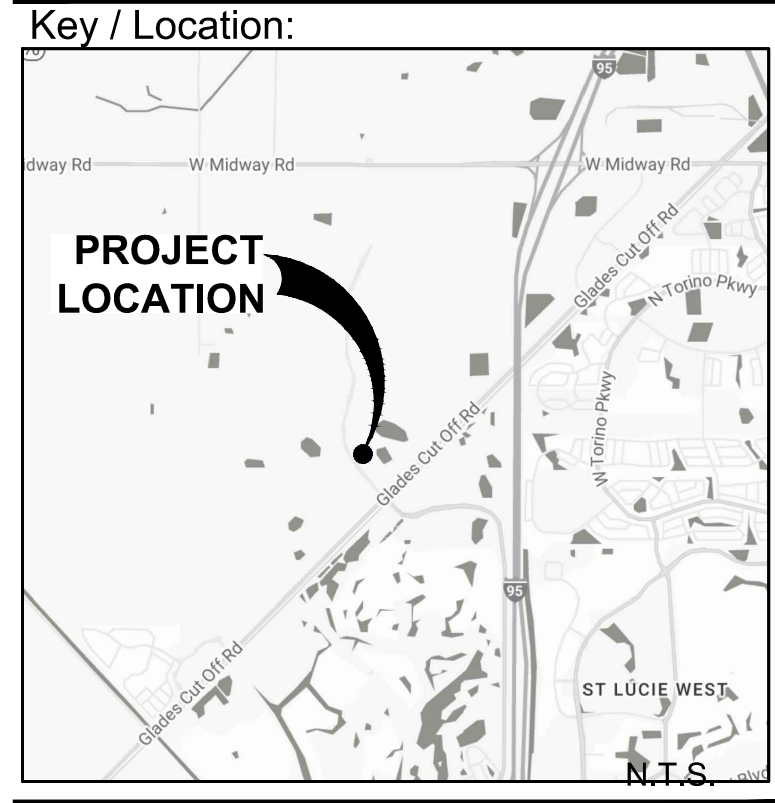 Key / Location:
95
idway Rd
W Midway Rd
W Midway Rd
Glades Cut Off Rd
N Torino Pkwy
PROJECT
LOCATION
W Torino Pkwy
Glades Cut Off Rd
95
Glades Cut Off Rd
ST LUCIE WEST
N.T.S.
Blvd